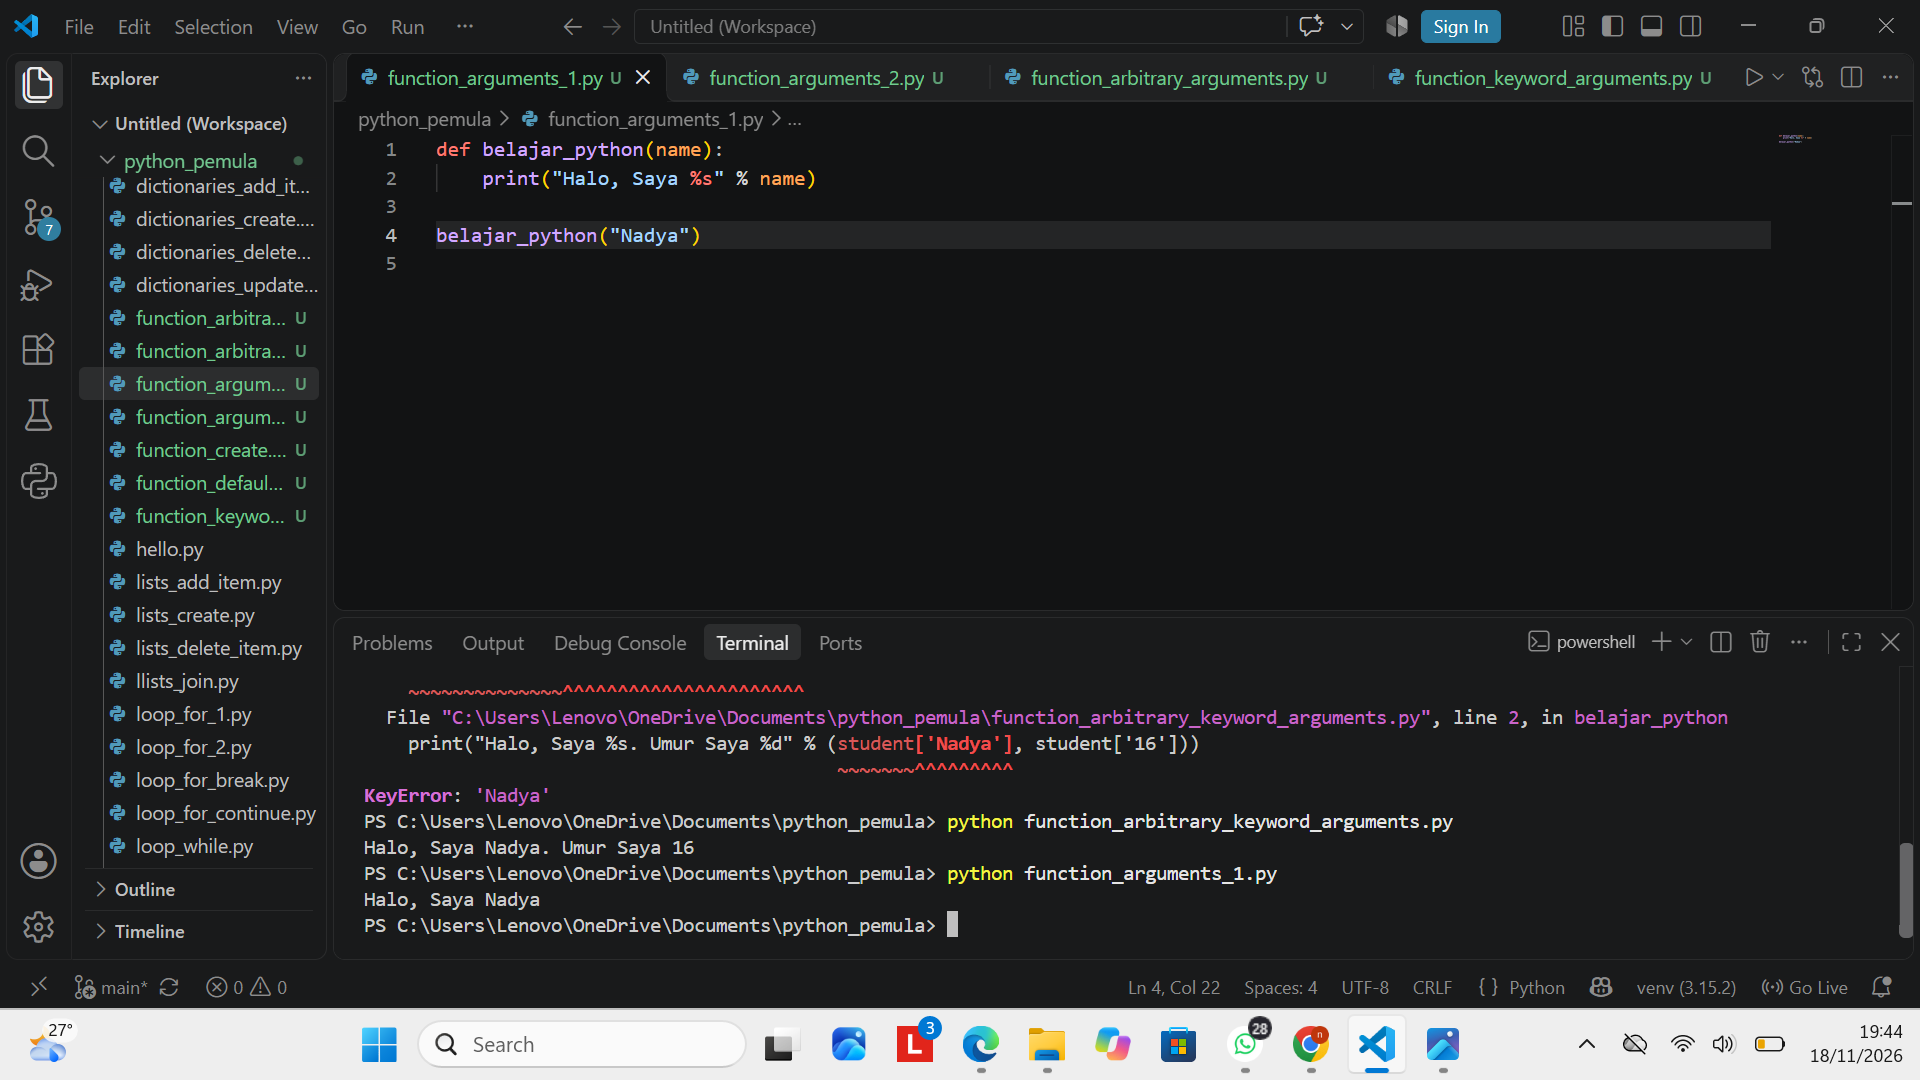 File Edit Selection View Go Run ···
Untitled (Workspace)
Sign In
Explorer ···
Untitled (Workspace)
python_pemula
dictionaries_add_it...
dictionaries_create....
dictionaries_delete...
dictionaries_update...
function_arbitra... U
function_arbitra... U
function_argum... U
function_argum... U
function_create.... U
function_defaul... U
function_keywo... U
hello.py
lists_add_item.py
lists_create.py
lists_delete_item.py
llists_join.py
loop_for_1.py
loop_for_2.py
loop_for_break.py
loop_for_continue.py
loop_while.py
Outline
Timeline
7
function_arguments_1.py U
function_arguments_2.py U
function_arbitrary_arguments.py U
function_keyword_arguments.py U
···
python_pemula > function_arguments_1.py > ...
1 def belajar_python(name):
2 print("Halo, Saya %s" % name)
3
4 belajar_python("Nadya")
5
Problems Output Debug Console Terminal Ports
powershell ···
~~~~~~~~~~~~~~^^^^^^^^^^^^^^^^^^^^^^
File "C:\Users\Lenovo\OneDrive\Documents\python_pemula\function_arbitrary_keyword_arguments.py", line 2, in belajar_python
print("Halo, Saya %s. Umur Saya %d" % (student['Nadya'], student['16']))
~~~~~~~^^^^^^^^^
KeyError: 'Nadya'
PS C:\Users\Lenovo\OneDrive\Documents\python_pemula> python function_arbitrary_keyword_arguments.py
Halo, Saya Nadya. Umur Saya 16
PS C:\Users\Lenovo\OneDrive\Documents\python_pemula> python function_arguments_1.py
Halo, Saya Nadya
PS C:\Users\Lenovo\OneDrive\Documents\python_pemula>
main* 0 0
Ln 4, Col 22 Spaces: 4 UTF-8 CRLF { } Python venv (3.15.2) Go Live
27°
Search
L 3
28
n
19:44
18/11/2026